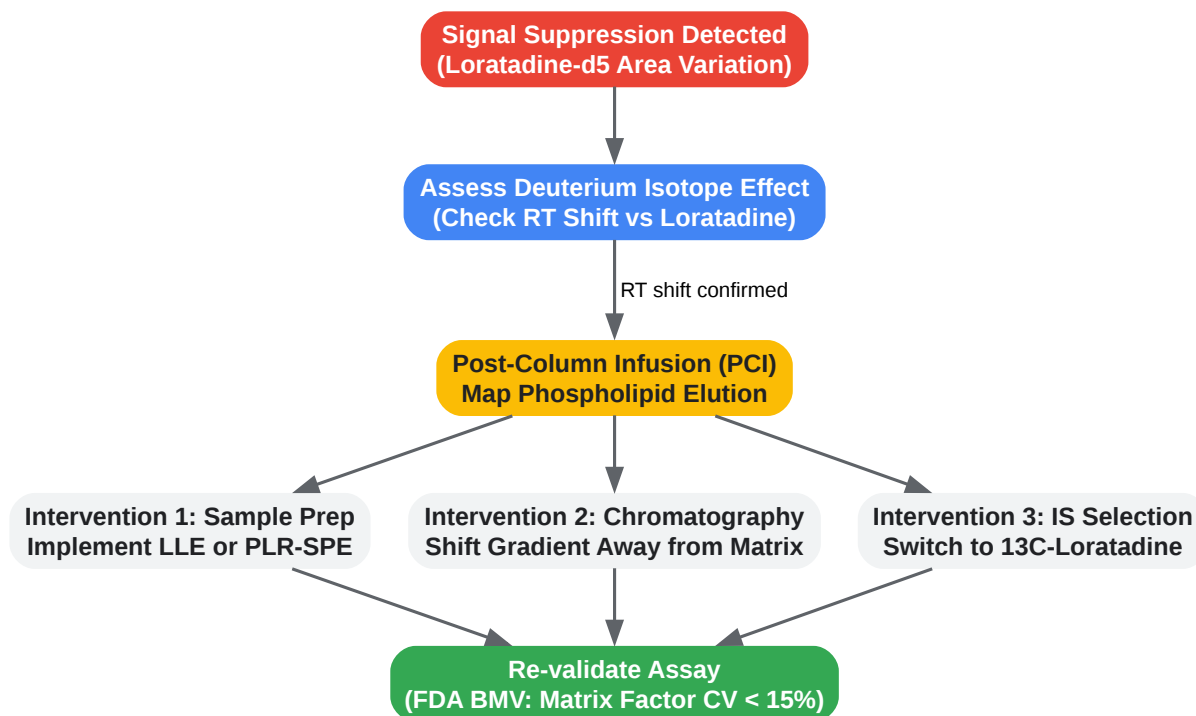 Signal Suppression Detected
(Loratadine-d5 Area Variation)
Assess Deuterium Isotope Effect
(Check RT Shift vs Loratadine)
RT shift confirmed
Post-Column Infusion (PCI)
Map Phospholipid Elution
Intervention 1: Sample Prep
Implement LLE or PLR-SPE
Intervention 2: Chromatography
Shift Gradient Away from Matrix
Intervention 3: IS Selection
Switch to 13C-Loratadine
Re-validate Assay
(FDA BMV: Matrix Factor CV < 15%)